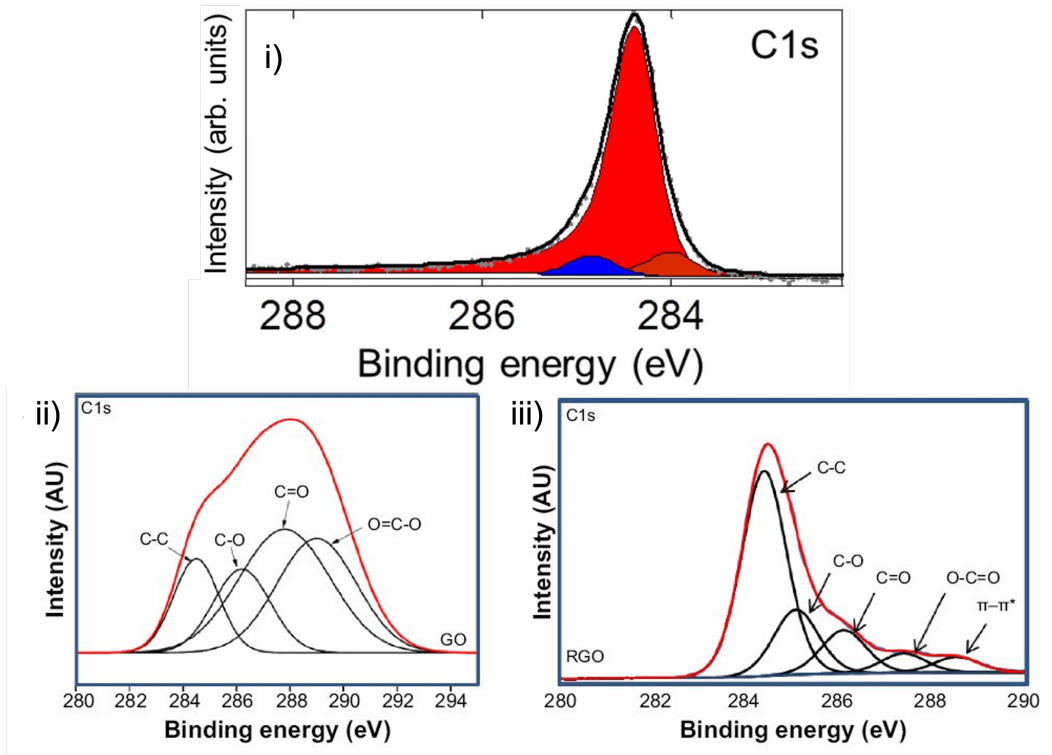 i)
C1s
Intensity (arb. units)
288 286 284
Binding energy (eV)
ii)
C1s
Intensity (AU)
C-C
C-O
C=O
O=C-O
GO
280 282 284 286 288 290 292 294
Binding energy (eV)
iii)
C1s
Intensity (AU)
C-C
C-O
C=O
O-C=O
π–π*
RGO
280 282 284 286 288 290
Binding energy (eV)